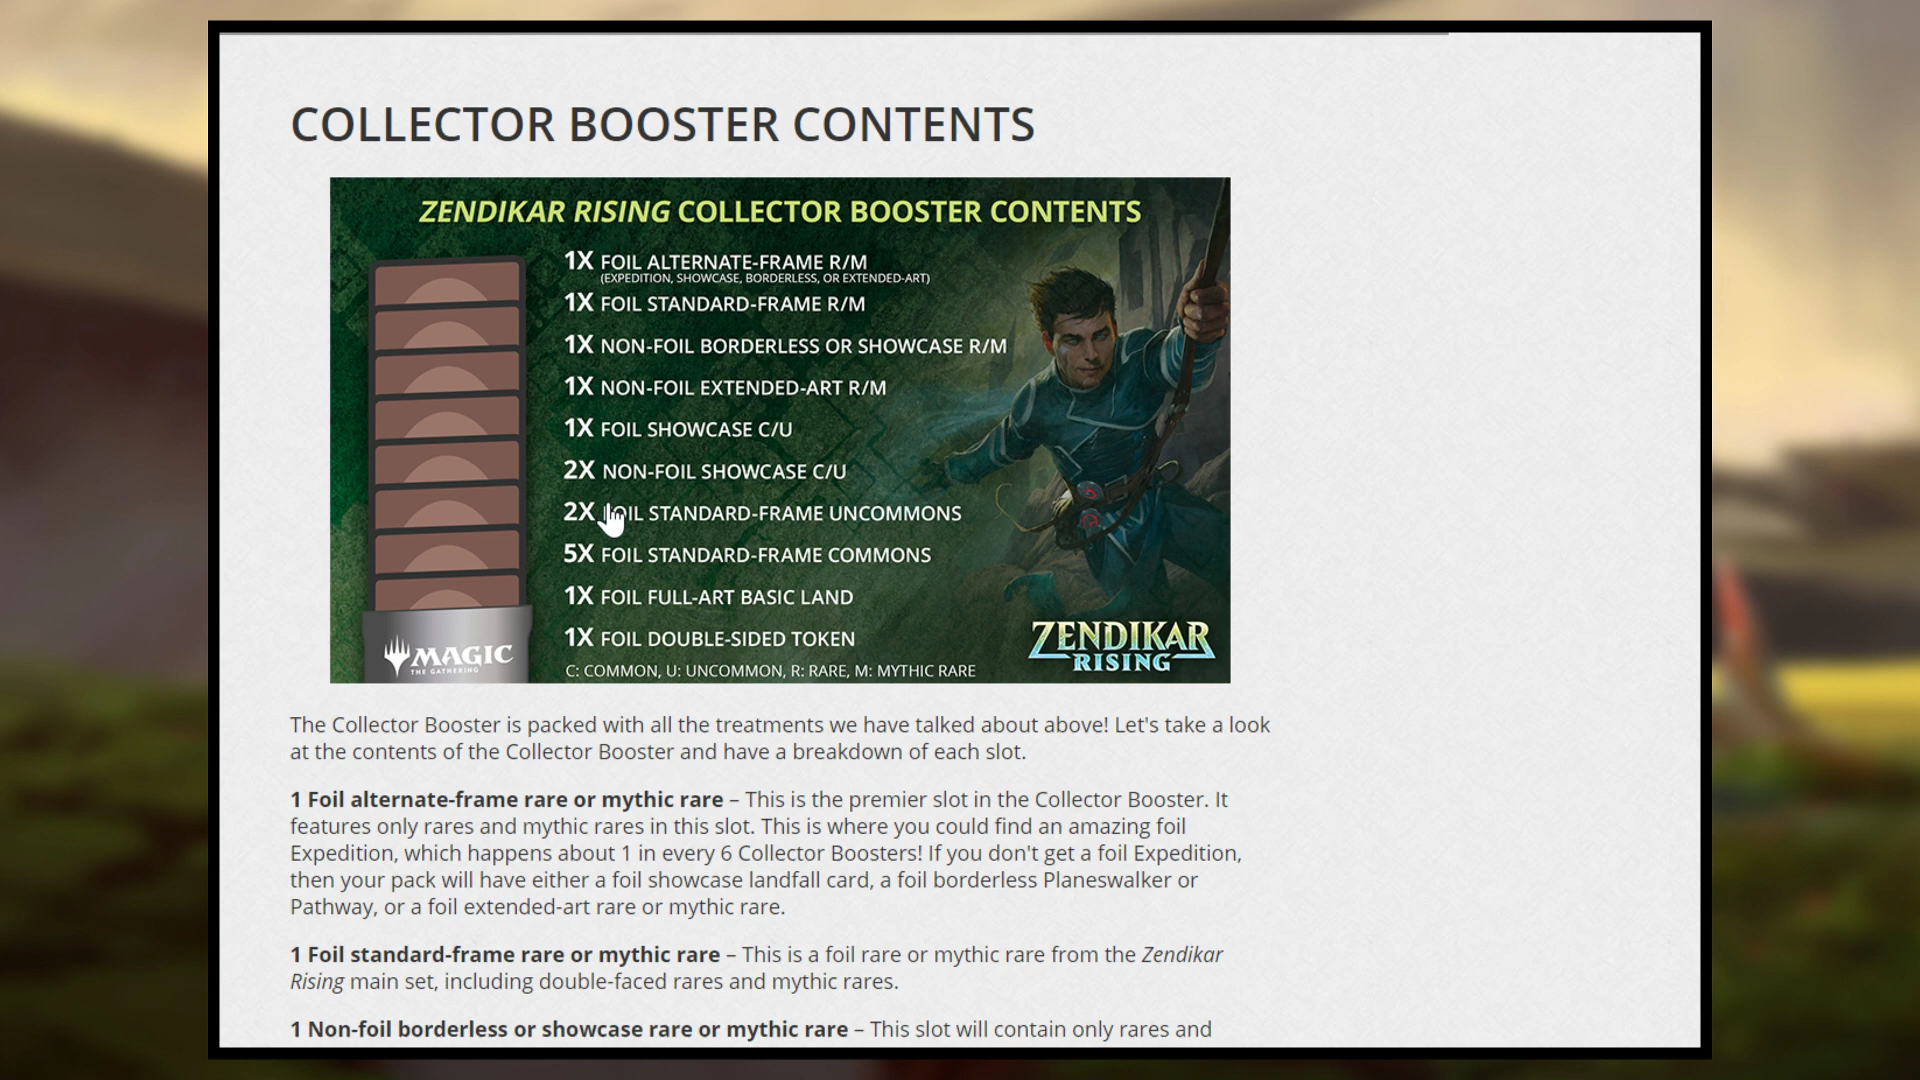 COLLECTOR BOOSTER CONTENTS
ZENDIKAR RISING COLLECTOR BOOSTER CONTENTS
1X FOIL ALTERNATE-FRAME R/M
(EXPEDITION, SHOWCASE, BORDERLESS, OR EXTENDED-ART)
1X FOIL STANDARD-FRAME R/M
1X NON-FOIL BORDERLESS OR SHOWCASE R/M
1X NON-FOIL EXTENDED-ART R/M
1X FOIL SHOWCASE C/U
2X NON-FOIL SHOWCASE C/U
2X FOIL STANDARD-FRAME UNCOMMONS
5X FOIL STANDARD-FRAME COMMONS
1X FOIL FULL-ART BASIC LAND
1X FOIL DOUBLE-SIDED TOKEN
C: COMMON, U: UNCOMMON, R: RARE, M: MYTHIC RARE
MAGIC
THE GATHERING
ZENDIKAR
RISING
The Collector Booster is packed with all the treatments we have talked about above! Let's take a look
at the contents of the Collector Booster and have a breakdown of each slot.
1 Foil alternate-frame rare or mythic rare – This is the premier slot in the Collector Booster. It
features only rares and mythic rares in this slot. This is where you could find an amazing foil
Expedition, which happens about 1 in every 6 Collector Boosters! If you don't get a foil Expedition,
then your pack will have either a foil showcase landfall card, a foil borderless Planeswalker or
Pathway, or a foil extended-art rare or mythic rare.
1 Foil standard-frame rare or mythic rare – This is a foil rare or mythic rare from the Zendikar
Rising main set, including double-faced rares and mythic rares.
1 Non-foil borderless or showcase rare or mythic rare – This slot will contain only rares and